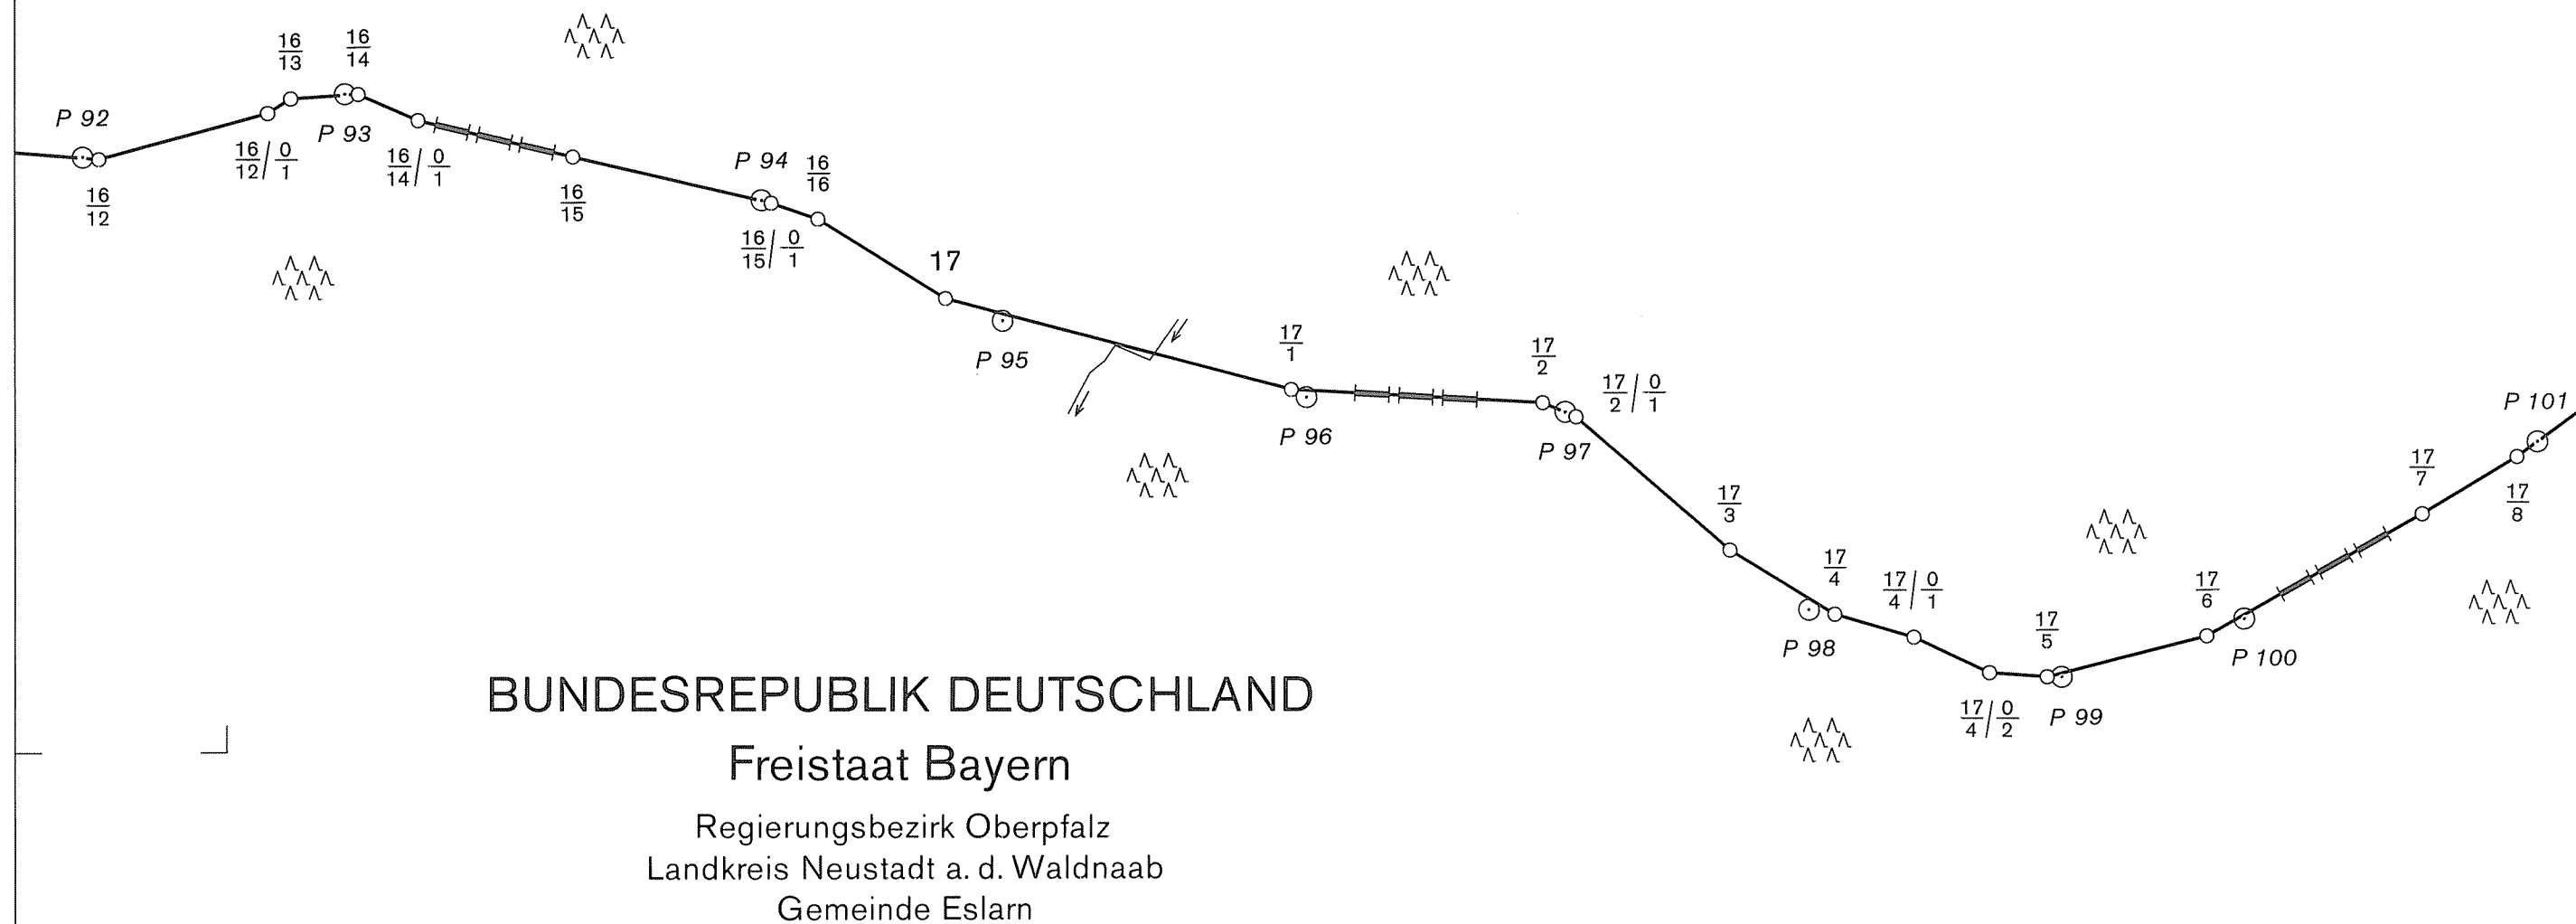 P 92
16/12
16/12/0/1
16/13
P 93
16/14
16/14/0/1
16/15
P 94
16/15/0/1
16/16
17
P 95
17/1
P 96
17/2
P 97
17/2/0/1
17/3
P 98
17/4
17/4/0/1
17/4/0/2
17/5
P 99
17/6
P 100
17/7
17/8
P 101
BUNDESREPUBLIK DEUTSCHLAND
Freistaat Bayern
Regierungsbezirk Oberpfalz
Landkreis Neustadt a. d. Waldnaab
Gemeinde Eslarn